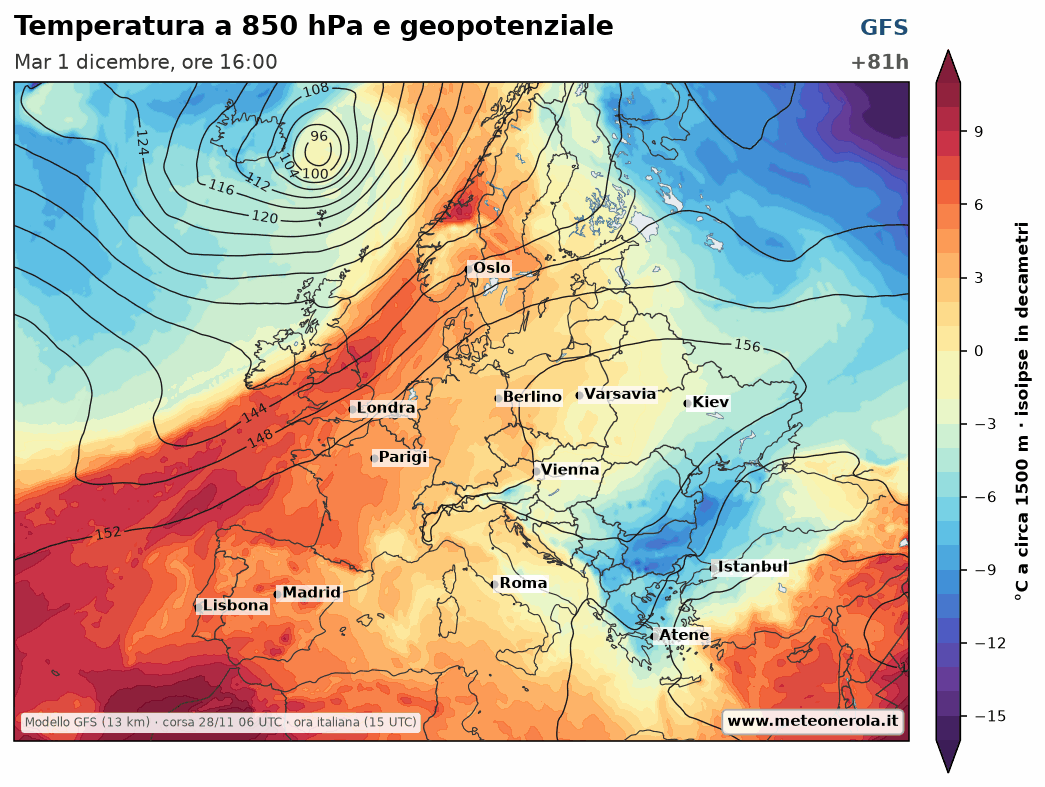 Temperatura a 850 hPa e geopotenziale
GFS
Mar 1 dicembre, ore 16:00
+81h
108
96
124
104
100
116
112
120
Oslo
156
Berlino
Varsavia
Kiev
Londra
144
148
Parigi
Vienna
152
Istanbul
Roma
Madrid
Lisbona
Atene
Modello GFS (13 km) · corsa 28/11 06 UTC · ora italiana (15 UTC)
www.meteonerola.it
9
6
3
0
−3
−6
−9
−12
−15
°C a circa 1500 m · isoipse in decametri